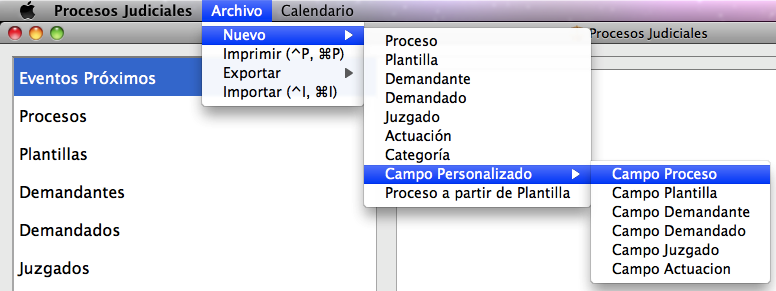 Procesos Judiciales Archivo Calendario
Procesos Judiciales
Nuevo
Imprimir (^P, ⌘P)
Exportar
Importar (^I, ⌘I)
Proceso
Plantilla
Demandante
Demandado
Juzgado
Actuación
Categoría
Campo Personalizado
Proceso a partir de Plantilla
Campo Proceso
Campo Plantilla
Campo Demandante
Campo Demandado
Campo Juzgado
Campo Actuacion
Eventos Próximos
Procesos
Plantillas
Demandantes
Demandados
Juzgados